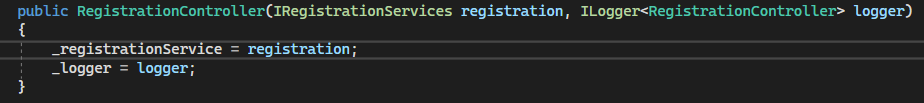 public RegistrationController(IRegistrationServices registration, ILogger<RegistrationController> logger)
{
    _registrationService = registration;
    _logger = logger;
}